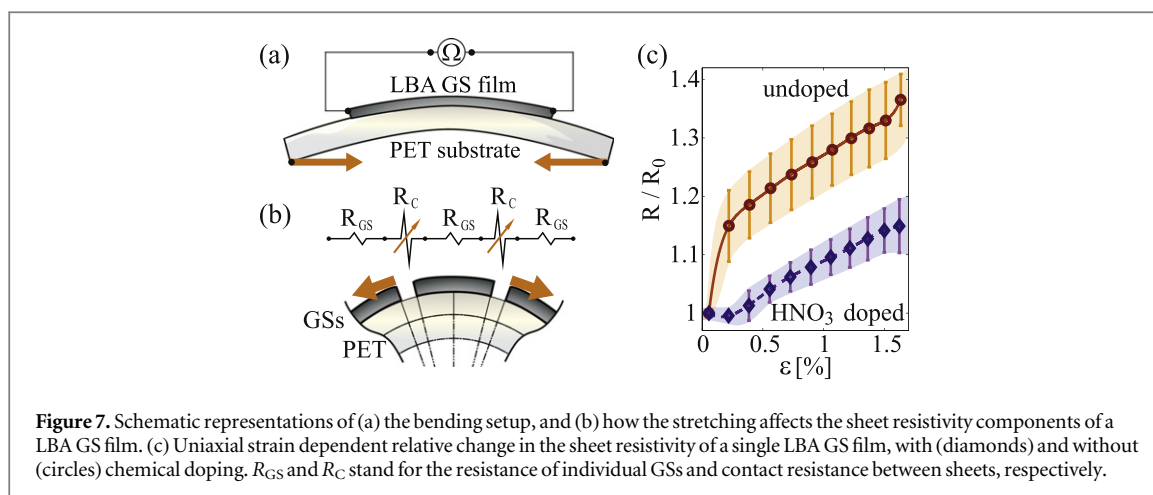 (a)
Ω
LBA GS film
PET substrate
(b)
R_C R_C
R_GS R_GS R_GS
GSs
PET
(c)
undoped
HNO₃ doped
R / R₀
1.4
1.3
1.2
1.1
1
0 0.5 1 1.5
ε [%]
Figure 7. Schematic representations of (a) the bending setup, and (b) how the stretching affects the sheet resistivity components of a
LBA GS film. (c) Uniaxial strain dependent relative change in the sheet resistivity of a single LBA GS film, with (diamonds) and without
(circles) chemical doping. R_GS and R_C stand for the resistance of individual GSs and contact resistance between sheets, respectively.